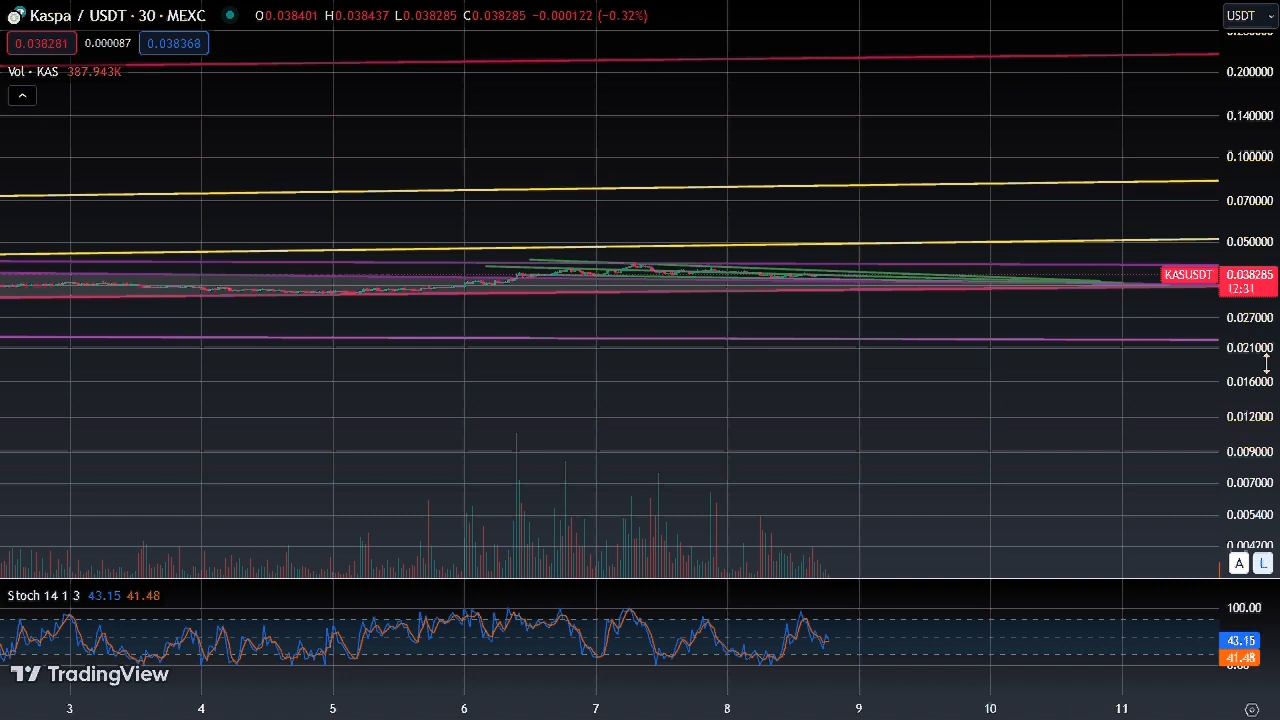 Kaspa / USDT · 30 · MEXC O0.038401 H0.038437 L0.038285 C0.038285 −0.000122 (−0.32%) USDT
0.038281 0.000087 0.038368
Vol · KAS 387.943K
0.200000
0.140000
0.100000
0.070000
0.050000
KASUSDT 0.038285
12:31
0.027000
0.021000
0.016000
0.012000
0.009000
0.007000
0.005400
A L
Stoch 14 1 3 43.15 41.48
100.00
43.15
41.48
TradingView
3 4 5 6 7 8 9 10 11